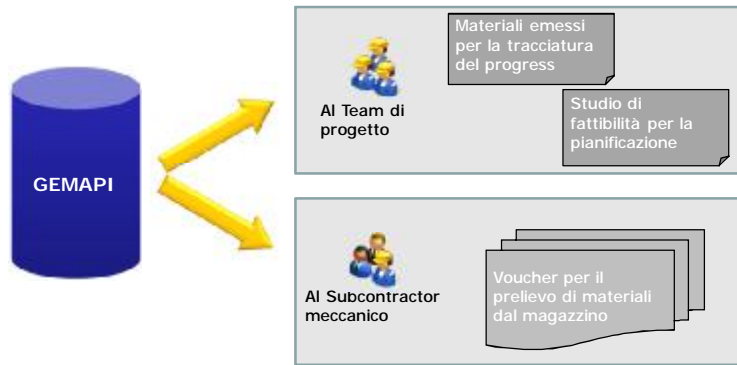 GEMAPI
Al Team di
progetto
Materiali emessi
per la tracciatura
del progress
Studio di
fattibilità per la
pianificazione
Al Subcontractor
meccanico
Voucher per il
prelievo di materiali
dal magazzino